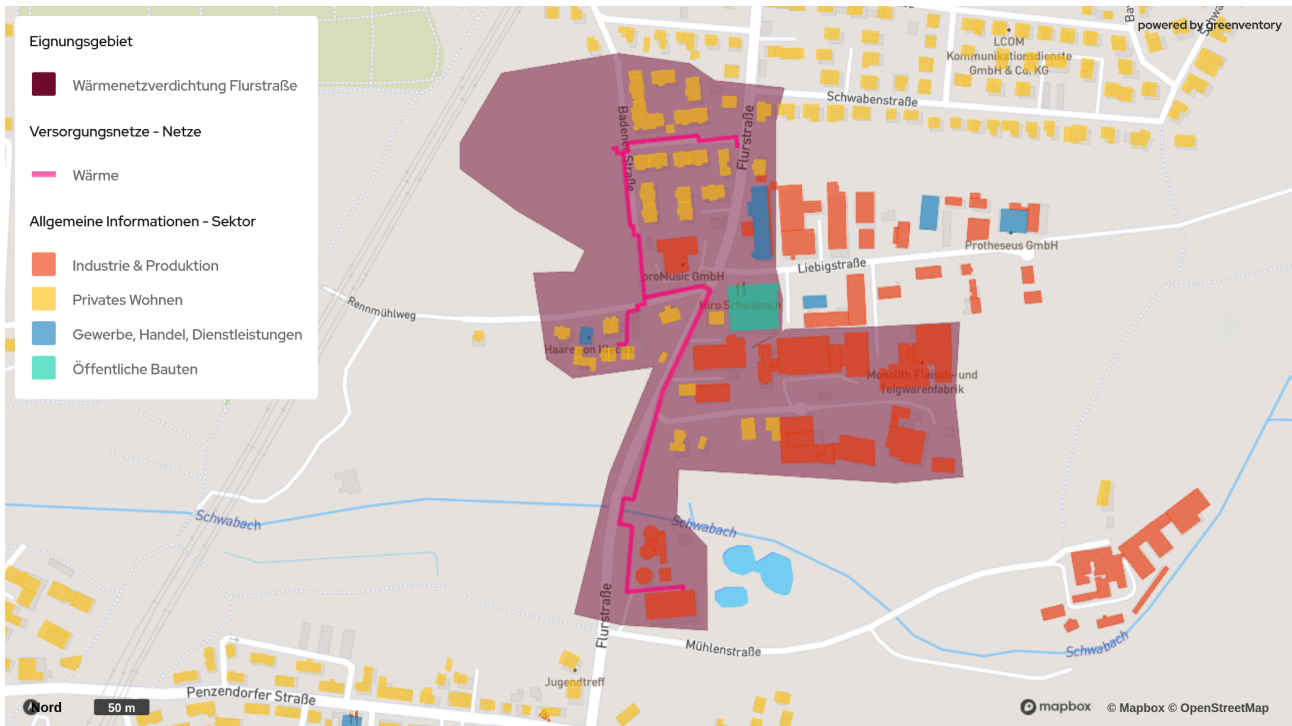 Eignungsgebiet
Wärmenetzverdichtung Flurstraße
Versorgungsnetze - Netze
Wärme
Allgemeine Informationen - Sektor
Industrie & Produktion
Privates Wohnen
Gewerbe, Handel, Dienstleistungen
Öffentliche Bauten
powered by greenventory
LCOM
Kommunikationsdienste
GmbH & Co. KG
Schwabenstraße
Badener Straße
Flurstraße
Protheseus GmbH
Liebigstraße
proMusic GmbH
Hiro Schwabach
Rennmühlweg
Monolith Fleisch- und
Teigwarenfabrik
Schwabach
Schwabach
Flurstraße
Mühlenstraße
Schwabach
Jugendtreff
Penzendorfer Straße
Nord
50 m
mapbox
© Mapbox © OpenStreetMap